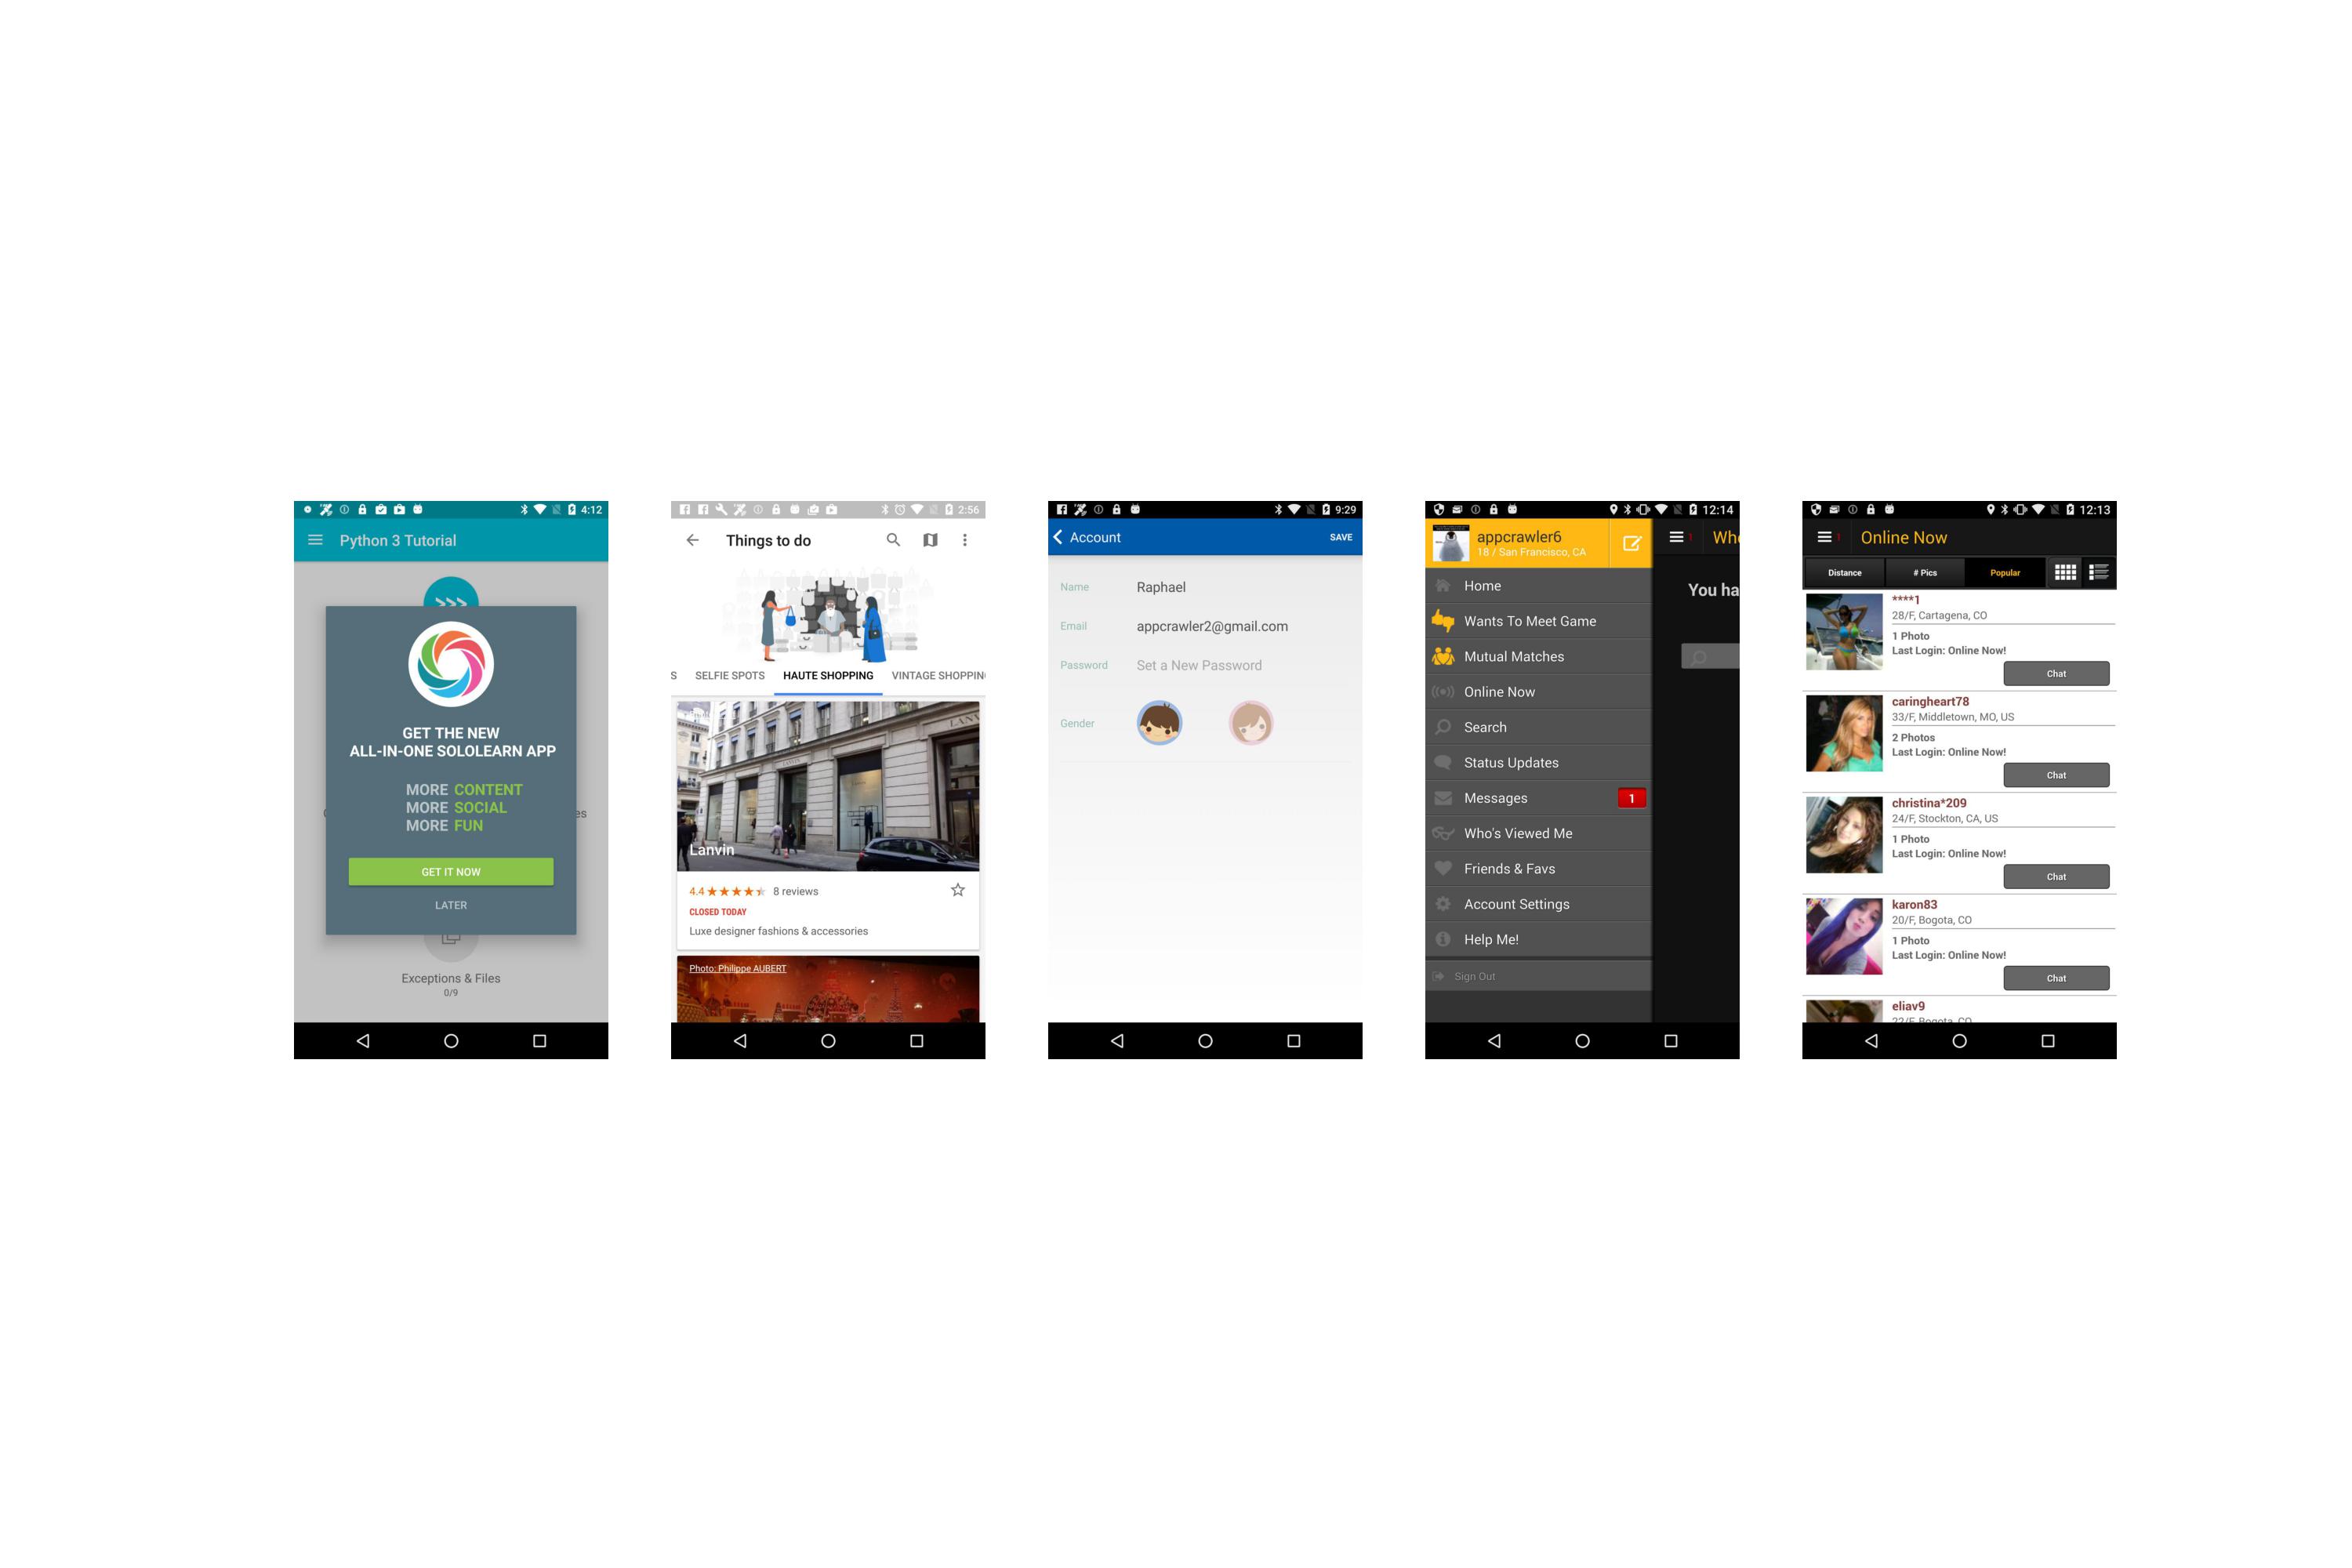 4:12
Python 3 Tutorial
GET THE NEW
ALL-IN-ONE SOLOLEARN APP
MORE CONTENT
MORE SOCIAL
MORE FUN
GET IT NOW
LATER
es
Exceptions & Files
0/9
2:56
Things to do
S SELFIE SPOTS HAUTE SHOPPING VINTAGE SHOPPIN
LANV
Lanvin
4.4 8 reviews
CLOSED TODAY
Luxe designer fashions & accessories
Photo: Philippe AUBERT
9:29
Account SAVE
Name Raphael
Email appcrawler2@gmail.com
Password Set a New Password
Gender
12:14
appcrawler6
18 / San Francisco, CA
1 Who
You ha
Home
Wants To Meet Game
Mutual Matches
Online Now
Search
Status Updates
Messages 1
Who's Viewed Me
Friends & Favs
Account Settings
Help Me!
Sign Out
12:13
1 Online Now
Distance # Pics Popular
****1
28/F, Cartagena, CO
1 Photo
Last Login: Online Now!
Chat
caringheart78
33/F, Middletown, MO, US
2 Photos
Last Login: Online Now!
Chat
christina*209
24/F, Stockton, CA, US
1 Photo
Last Login: Online Now!
Chat
karon83
20/F, Bogota, CO
1 Photo
Last Login: Online Now!
Chat
eliav9
22/F, Bogota, CO